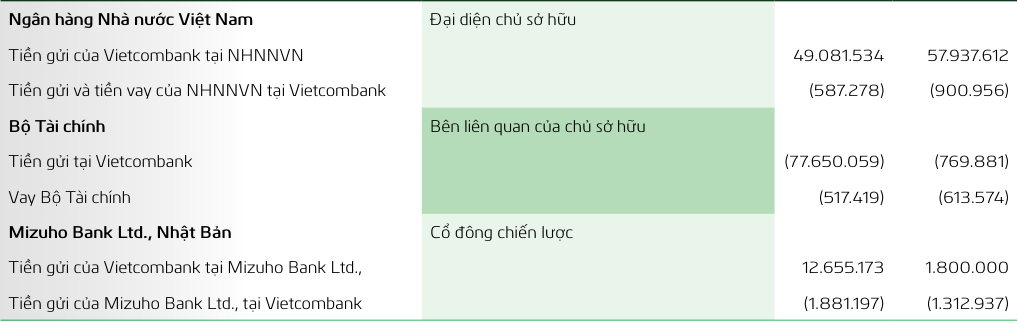 Ngân hàng Nhà nước Việt Nam Đại diện chủ sở hữu
Tiền gửi của Vietcombank tại NHNNVN 49.081.534 57.937.612
Tiền gửi và tiền vay của NHNNVN tại Vietcombank (587.278) (900.956)
Bộ Tài chính Bên liên quan của chủ sở hữu
Tiền gửi tại Vietcombank (77.650.059) (769.881)
Vay Bộ Tài chính (517.419) (613.574)
Mizuho Bank Ltd., Nhật Bản Cổ đông chiến lược
Tiền gửi của Vietcombank tại Mizuho Bank Ltd., 12.655.173 1.800.000
Tiền gửi của Mizuho Bank Ltd., tại Vietcombank (1.881.197) (1.312.937)